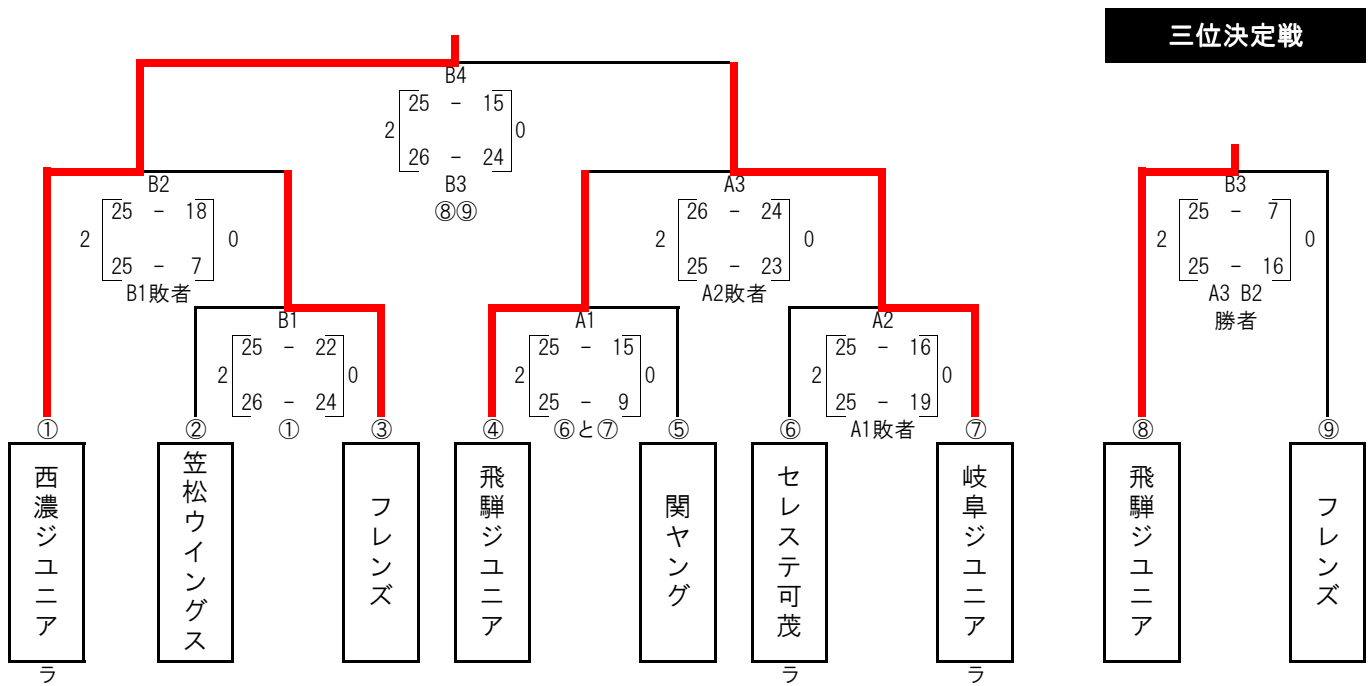 三位決定戦
B4
25 - 15
2 0
26 - 24
B3
⑧⑨
B2
25 - 18
2 0
25 - 7
B1敗者
A3
26 - 24
2 0
25 - 23
A2敗者
B3
25 - 7
2 0
25 - 16
A3 B2
勝者
B1
25 - 22
2 0
26 - 24
①
A1
25 - 15
2 0
25 - 9
⑥と⑦
A2
25 - 16
2 0
25 - 19
A1敗者
①
西濃ジユニア
ラ
②
笠松ウイングス
③
フレンズ
④
飛騨ジユニア
⑤
関ヤング
⑥
セレステ可茂
ラ
⑦
岐阜ジユニア
ラ
⑧
飛騨ジユニア
⑨
フレンズ